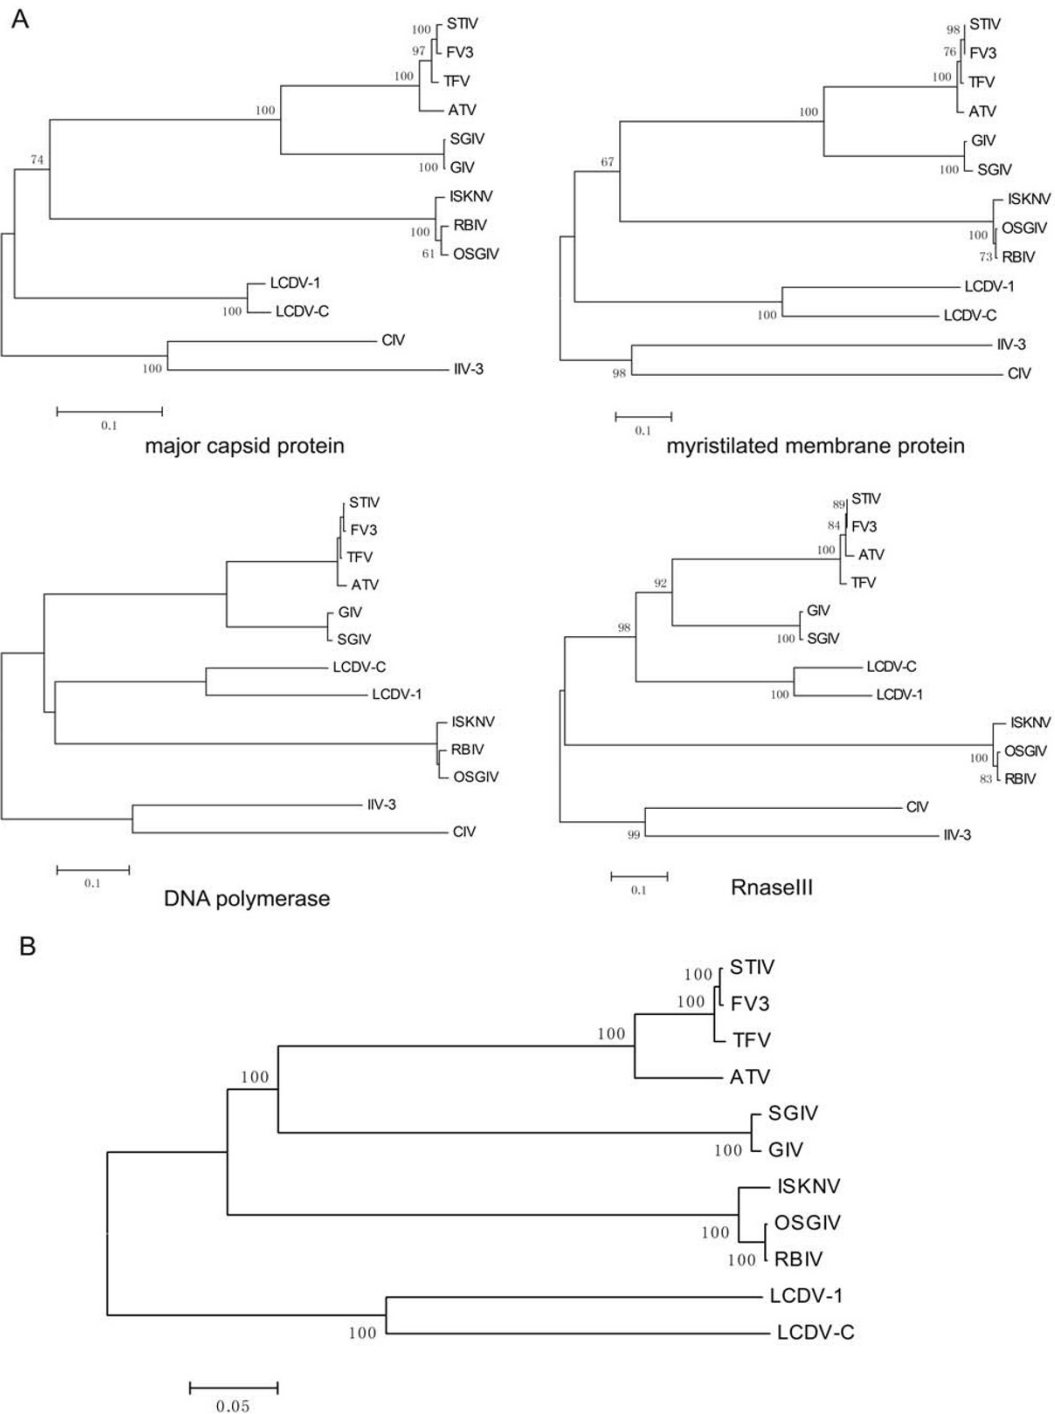 A
100
STIV
97
FV3
100
TFV
ATV
100
SGIV
100
GIV
74
ISKNV
100
RBIV
61
OSGIV
LCDV-1
100
LCDV-C
CIV
100
IIV-3
0.1
major capsid protein
98
STIV
76
FV3
100
TFV
ATV
100
GIV
100
SGIV
67
ISKNV
100
OSGIV
73
RBIV
LCDV-1
100
LCDV-C
IIV-3
98
CIV
0.1
myristilated membrane protein
STIV
FV3
TFV
ATV
GIV
SGIV
LCDV-C
LCDV-1
ISKNV
RBIV
OSGIV
IIV-3
CIV
0.1
DNA polymerase
89
STIV
84
FV3
100
ATV
TFV
92
GIV
100
SGIV
98
LCDV-C
100
LCDV-1
ISKNV
100
OSGIV
83
RBIV
CIV
99
IIV-3
0.1
RnaseIII
B
100
STIV
100
FV3
100
TFV
ATV
100
SGIV
100
GIV
ISKNV
100
OSGIV
100
RBIV
LCDV-1
100
LCDV-C
0.05